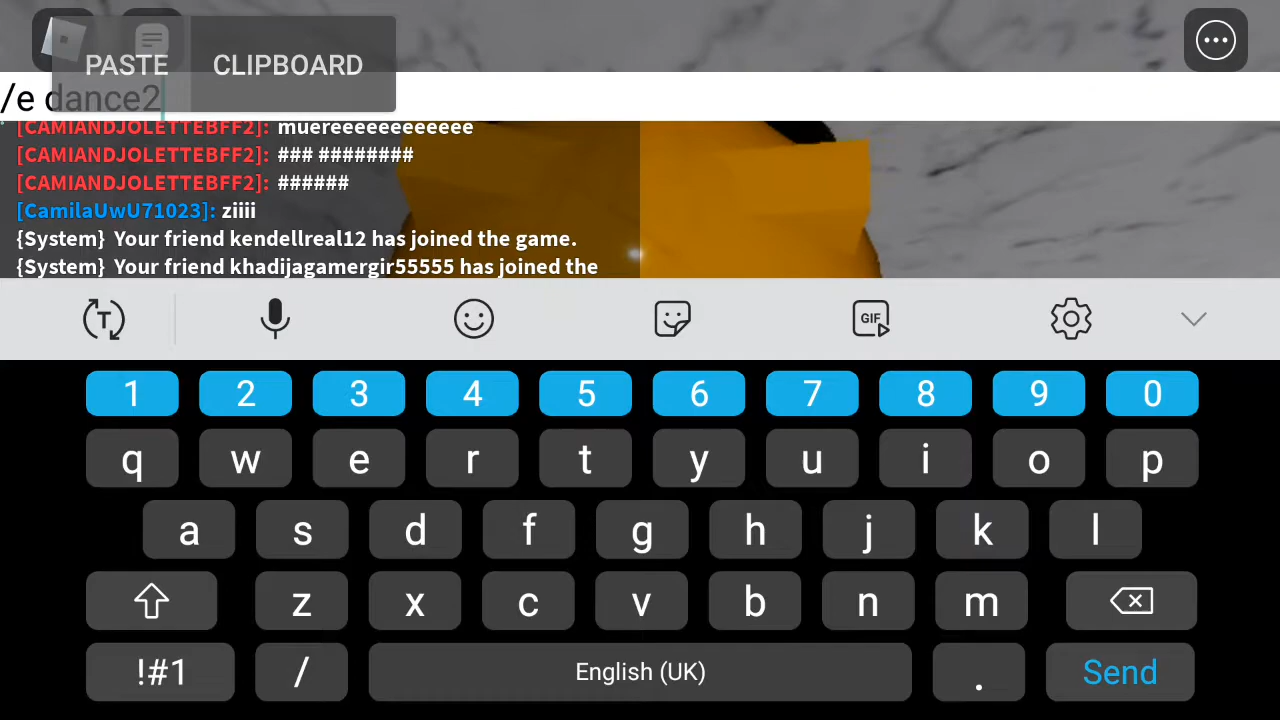 PASTE CLIPBOARD
/e dance2
[CAMIANDJOLETTEBFF2]: muereeeeeeeeeeee
[CAMIANDJOLETTEBFF2]: ### ########
[CAMIANDJOLETTEBFF2]: ######
[CamilaUwU71023]: ziiii
{System} Your friend kendellreal12 has joined the game.
{System} Your friend khadijagamergir55555 has joined the
T GIF
1 2 3 4 5 6 7 8 9 0
q w e r t y u i o p
a s d f g h j k l
z x c v b n m
!#1 / English (UK) . Send